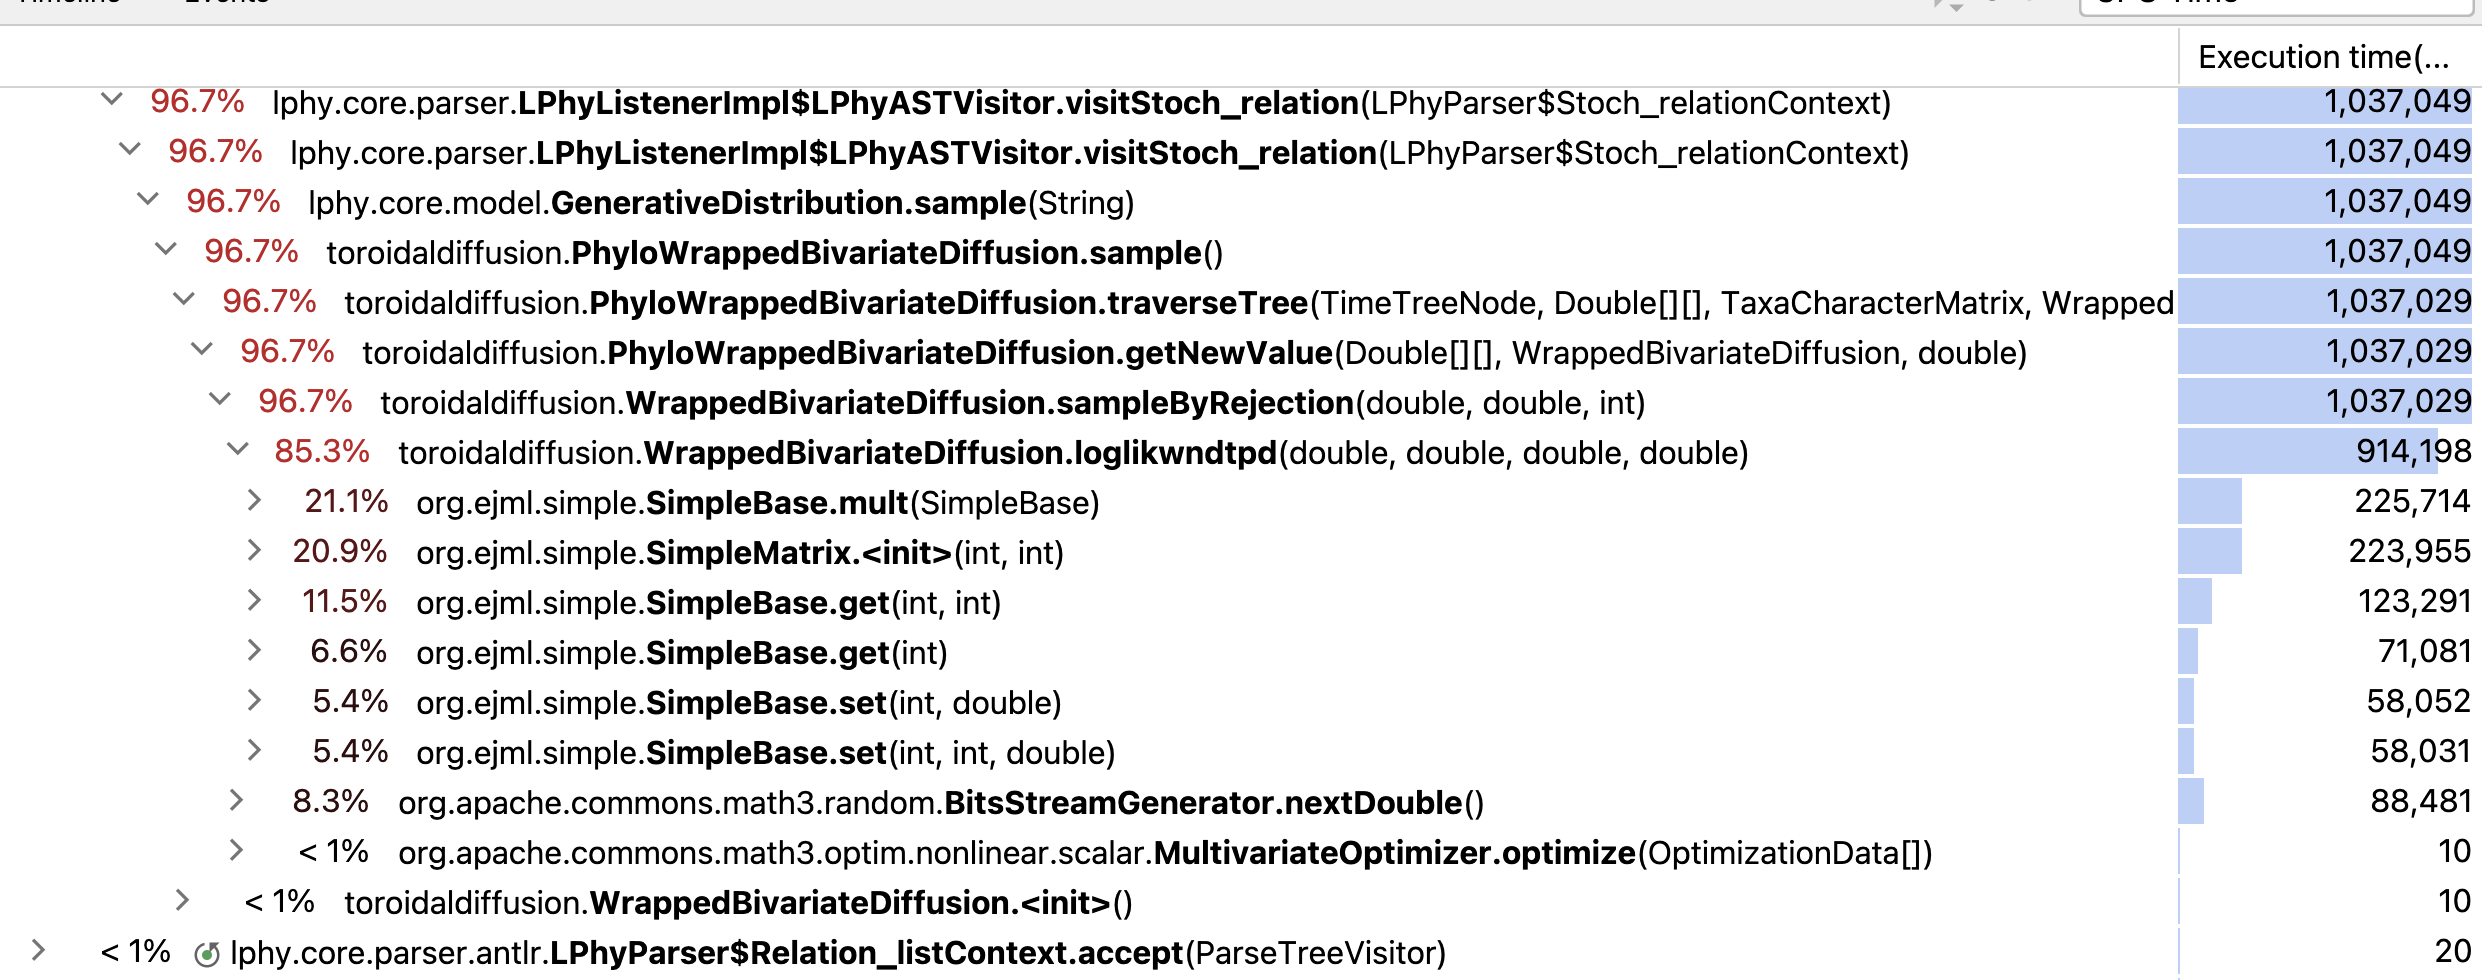 Timeline Events CPU Time
Execution time(...
96.7% lphy.core.parser.LPhyListenerImpl$LPhyASTVisitor.visitStoch_relation(LPhyParser$Stoch_relationContext) 1,037,049
96.7% lphy.core.parser.LPhyListenerImpl$LPhyASTVisitor.visitStoch_relation(LPhyParser$Stoch_relationContext) 1,037,049
96.7% lphy.core.model.GenerativeDistribution.sample(String) 1,037,049
96.7% toroidaldiffusion.PhyloWrappedBivariateDiffusion.sample() 1,037,049
96.7% toroidaldiffusion.PhyloWrappedBivariateDiffusion.traverseTree(TimeTreeNode, Double[][], TaxaCharacterMatrix, Wrapped 1,037,029
96.7% toroidaldiffusion.PhyloWrappedBivariateDiffusion.getNewValue(Double[][], WrappedBivariateDiffusion, double) 1,037,029
96.7% toroidaldiffusion.WrappedBivariateDiffusion.sampleByRejection(double, double, int) 1,037,029
85.3% toroidaldiffusion.WrappedBivariateDiffusion.loglikwndtpd(double, double, double, double) 914,198
21.1% org.ejml.simple.SimpleBase.mult(SimpleBase) 225,714
20.9% org.ejml.simple.SimpleMatrix.<init>(int, int) 223,955
11.5% org.ejml.simple.SimpleBase.get(int, int) 123,291
6.6% org.ejml.simple.SimpleBase.get(int) 71,081
5.4% org.ejml.simple.SimpleBase.set(int, double) 58,052
5.4% org.ejml.simple.SimpleBase.set(int, int, double) 58,031
8.3% org.apache.commons.math3.random.BitsStreamGenerator.nextDouble() 88,481
< 1% org.apache.commons.math3.optim.nonlinear.scalar.MultivariateOptimizer.optimize(OptimizationData[]) 10
< 1% toroidaldiffusion.WrappedBivariateDiffusion.<init>() 10
< 1% lphy.core.parser.antlr.LPhyParser$Relation_listContext.accept(ParseTreeVisitor) 20